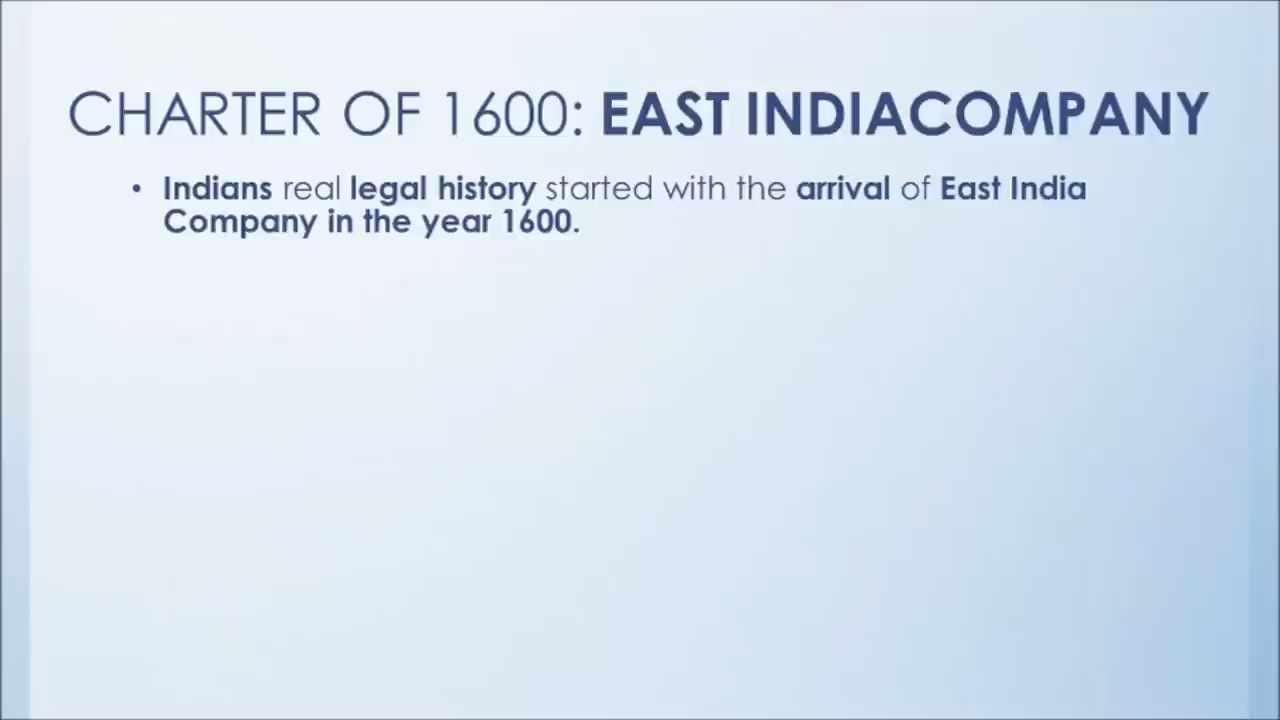 CHARTER OF 1600: EAST INDIACOMPANY
• Indians real legal history started with the arrival of East India
Company in the year 1600.